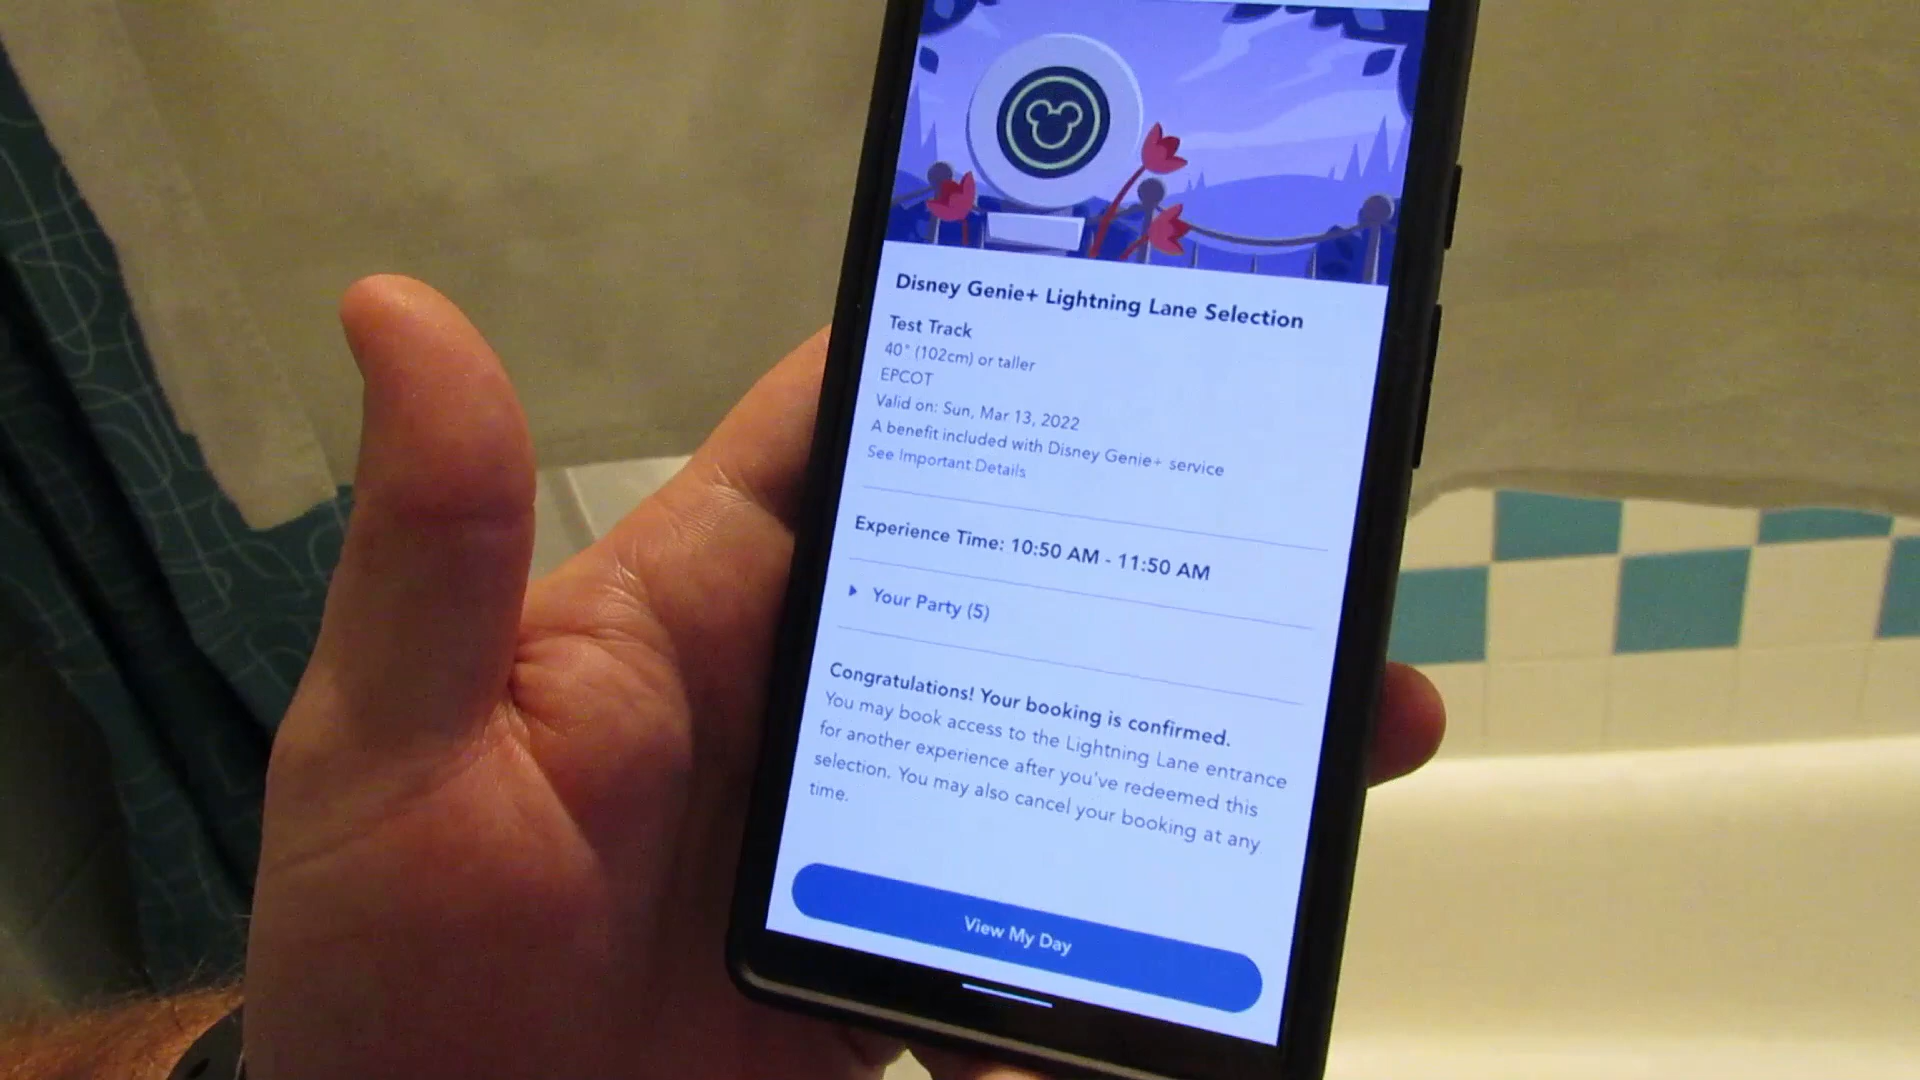 Disney Genie+ Lightning Lane Selection
Test Track
40" (102cm) or taller
EPCOT
Valid on: Sun, Mar 13, 2022
A benefit included with Disney Genie+ service
See Important Details
Experience Time: 10:50 AM - 11:50 AM
Your Party (5)
Congratulations! Your booking is confirmed.
You may book access to the Lightning Lane entrance
for another experience after you've redeemed this
selection. You may also cancel your booking at any
time.
View My Day